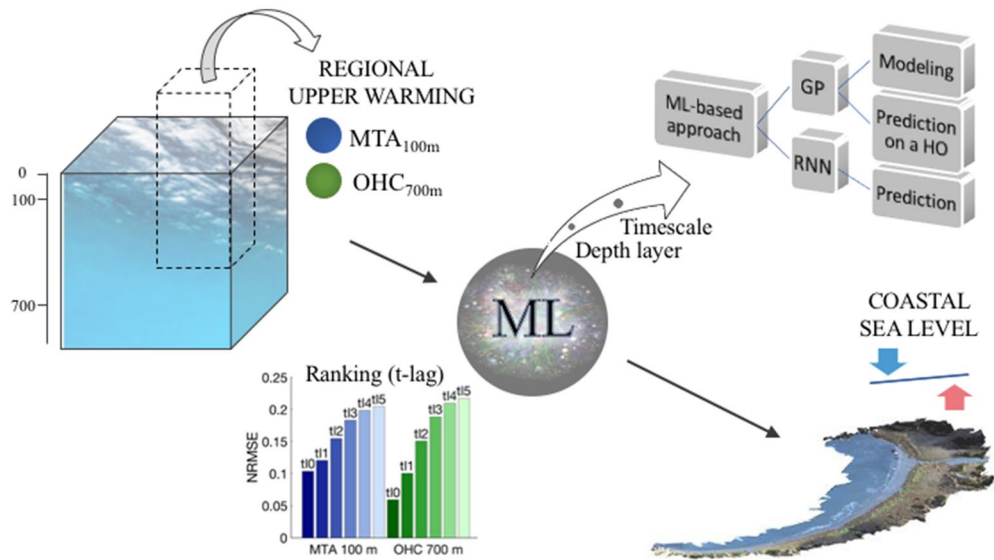 REGIONAL
UPPER WARMING
MTA100m
OHC700m
0
100
700
ML-based
approach
GP
RNN
Modeling
Prediction
on a HO
Prediction
Timescale
Depth layer
ML
COASTAL
SEA LEVEL
Ranking (t-lag)
NRMSE
0.25
0.2
0.15
0.1
0.05
0
tl0
tl1
tl2
tl3
tl4
tl5
tl0
tl1
tl2
tl3
tl4
tl5
MTA 100 m
OHC 700 m